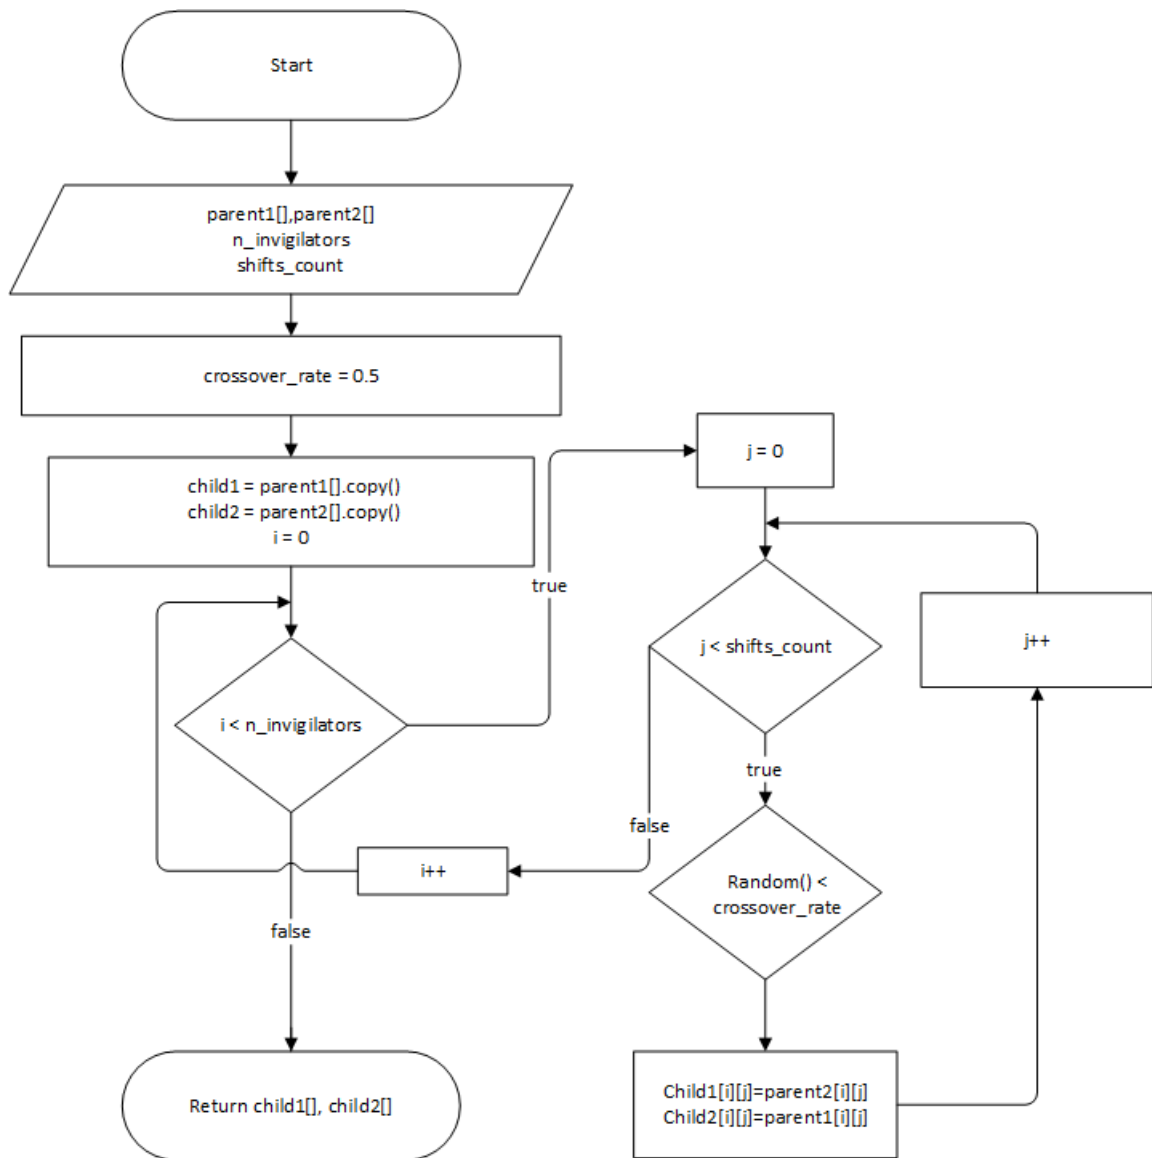 Start
parent1[],parent2[]
n_invigilators
shifts_count
crossover_rate = 0.5
child1 = parent1[].copy()
child2 = parent2[].copy()
i = 0
true
i < n_invigilators
false
Return child1[], child2[]
j = 0
j < shifts_count
j++
true
false
i++
Random() <
crossover_rate
Child1[i][j]=parent2[i][j]
Child2[i][j]=parent1[i][j]